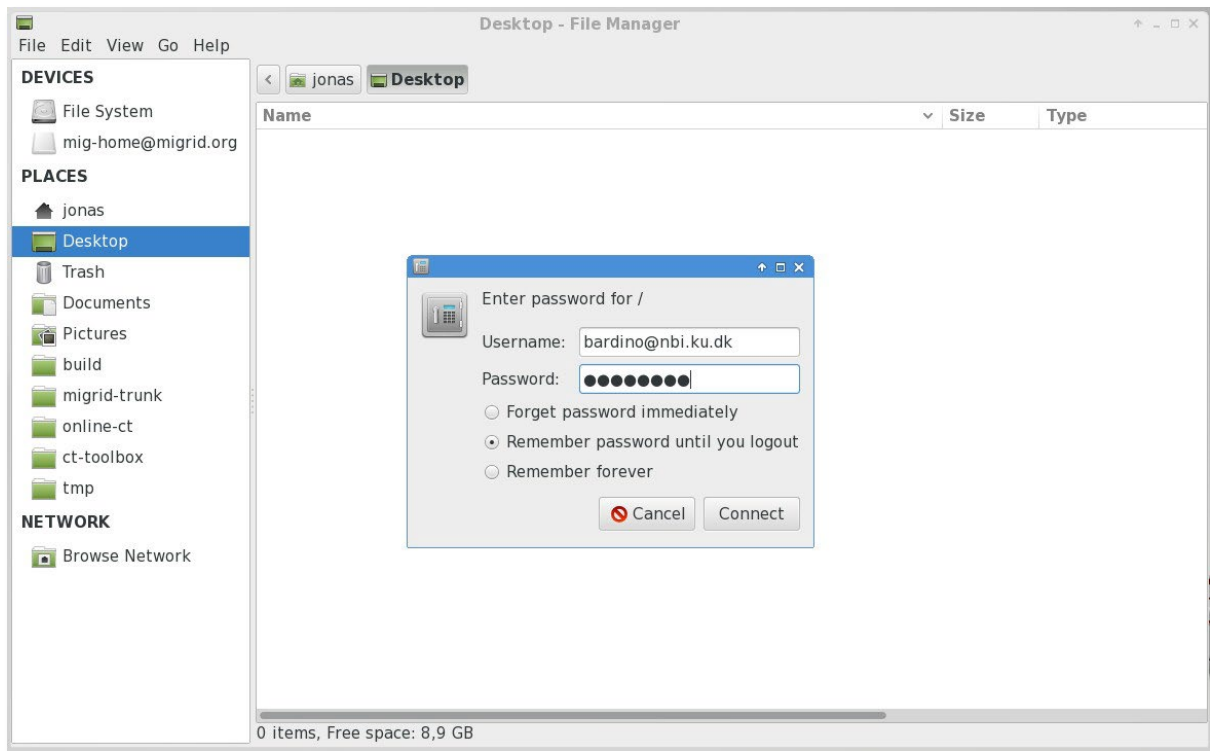 Desktop - File Manager
File Edit View Go Help
DEVICES
File System
mig-home@migrid.org
PLACES
jonas
Desktop
Trash
Documents
Pictures
build
migrid-trunk
online-ct
ct-toolbox
tmp
NETWORK
Browse Network
jonas Desktop
Name Size Type
Enter password for /
Username: bardino@nbi.ku.dk
Password: ●●●●●●●●
Forget password immediately
Remember password until you logout
Remember forever
Cancel Connect
0 items, Free space: 8,9 GB